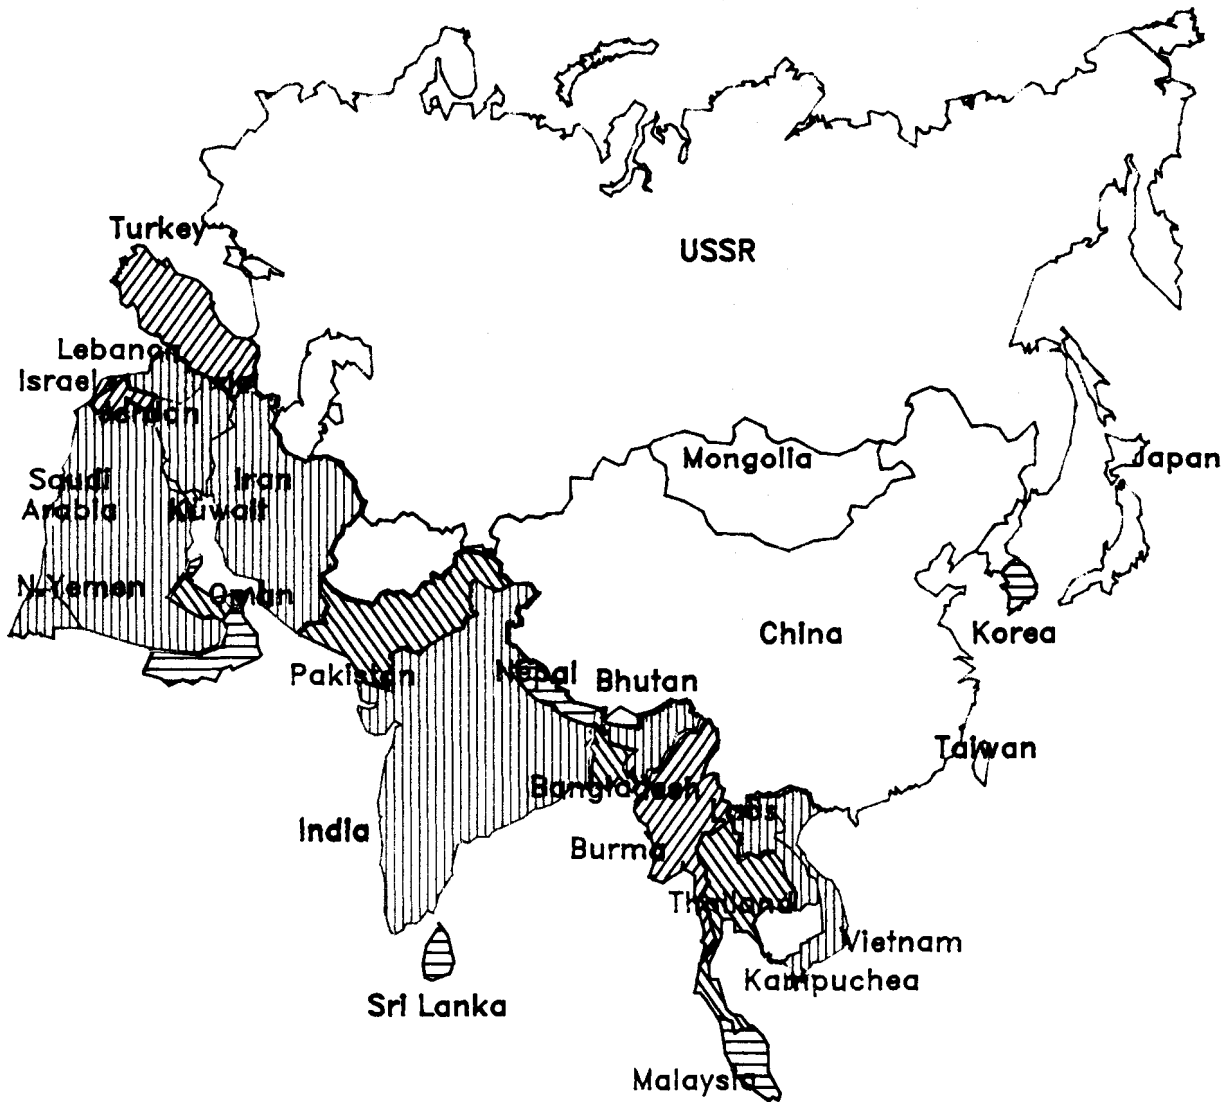 Turkey
USSR
Lebanon
Israel
Jordan
Mongolia
Japan
Saudi
Arabia
Iran
Kuwait
N.Yemen
Oman
China
Korea
Pakistan
Nepal
Bhutan
Taiwan
Bangladesh
Laos
India
Burma
Thailand
Vietnam
Kampuchea
Sri Lanka
Malaysia